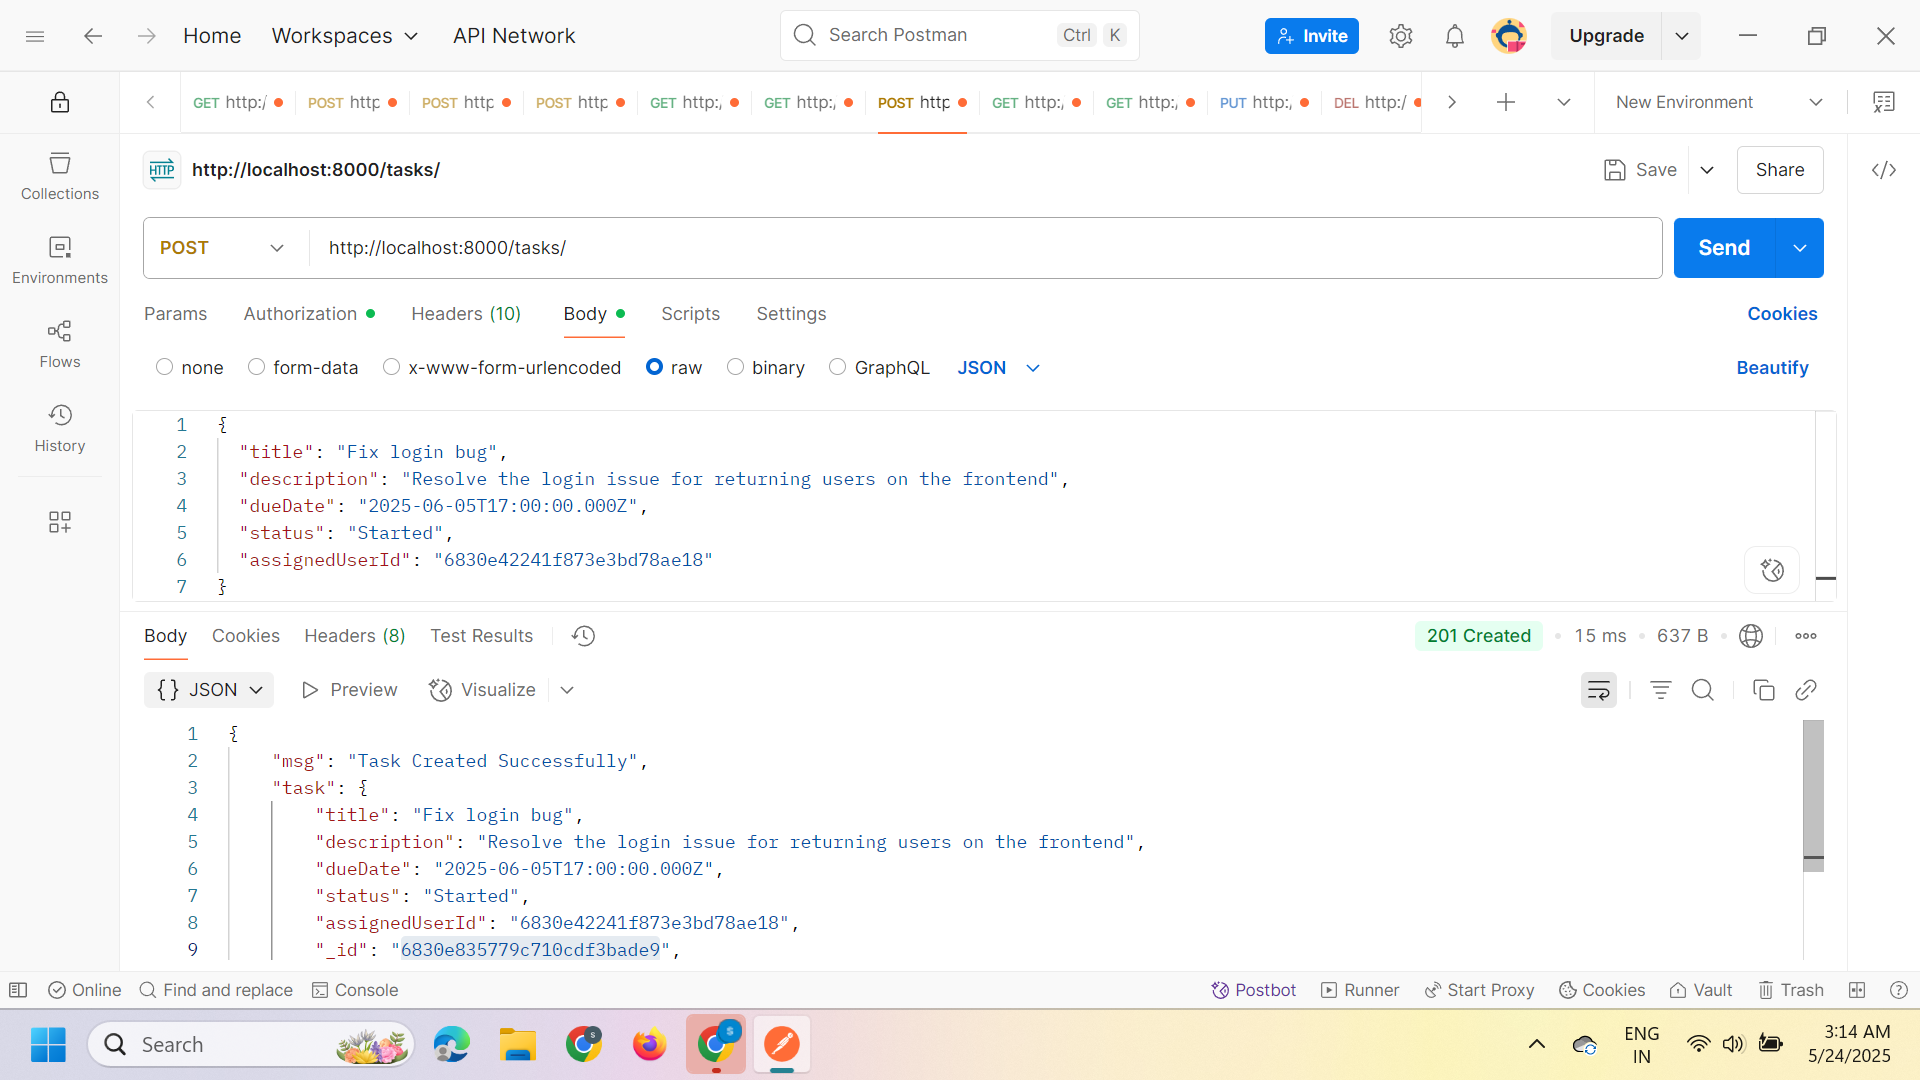 Home Workspaces API Network Search Postman Ctrl K Invite Upgrade
GET http:/ POST http POST http POST http GET http:/ GET http:/ POST http GET http:/ GET http:/ PUT http:/ DEL http:/ New Environment
HTTP http://localhost:8000/tasks/ Save Share
POST http://localhost:8000/tasks/ Send
Params Authorization Headers (10) Body Scripts Settings Cookies
none form-data x-www-form-urlencoded raw binary GraphQL JSON Beautify
Collections
Environments
Flows
History
1 {
2 "title": "Fix login bug",
3 "description": "Resolve the login issue for returning users on the frontend",
4 "dueDate": "2025-06-05T17:00:00.000Z",
5 "status": "Started",
6 "assignedUserId": "6830e42241f873e3bd78ae18"
7 }
Body Cookies Headers (8) Test Results 201 Created 15 ms 637 B
{} JSON Preview Visualize
1 {
2 "msg": "Task Created Successfully",
3 "task": {
4 "title": "Fix login bug",
5 "description": "Resolve the login issue for returning users on the frontend",
6 "dueDate": "2025-06-05T17:00:00.000Z",
7 "status": "Started",
8 "assignedUserId": "6830e42241f873e3bd78ae18",
9 "_id": "6830e835779c710cdf3bade9",
Online Find and replace Console Postbot Runner Start Proxy Cookies Vault Trash
Search S $ ENG 3:14 AM
IN 5/24/2025